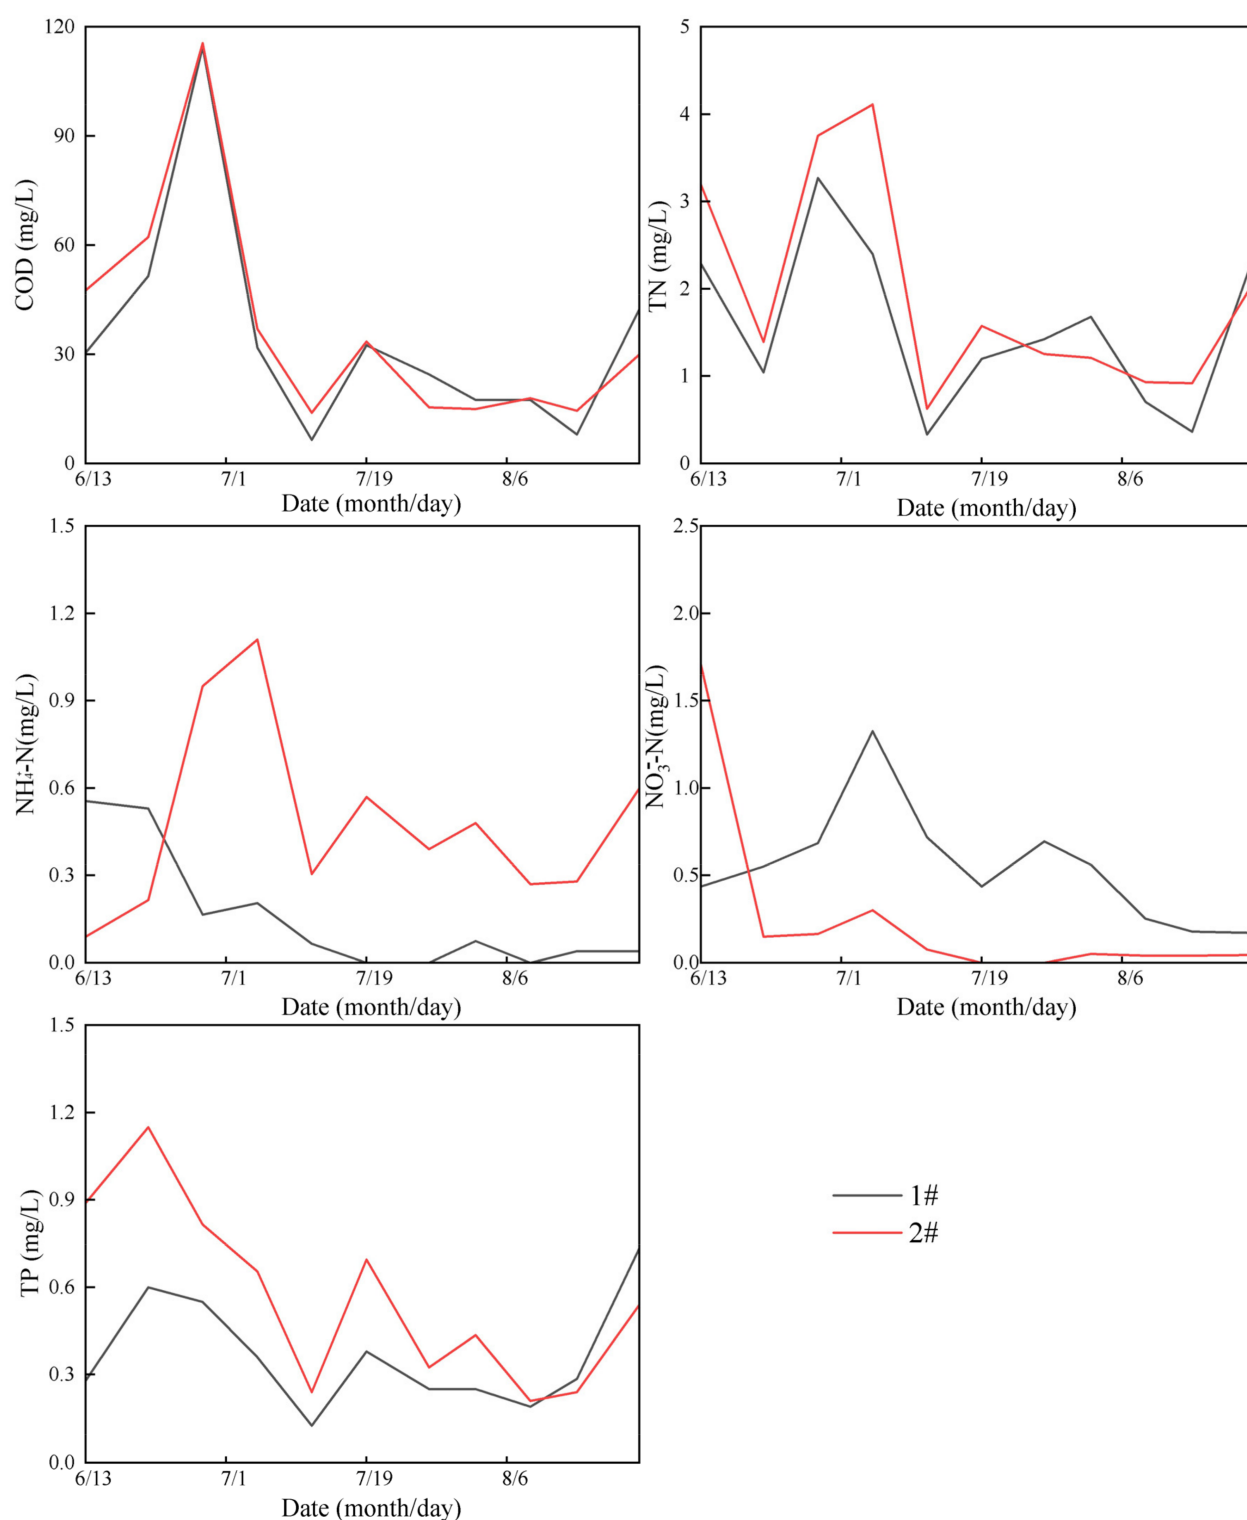 120
90
60
30
0
COD (mg/L)
6/13 7/1 7/19 8/6
Date (month/day)
5
4
3
2
1
0
TN (mg/L)
6/13 7/1 7/19 8/6
Date (month/day)
1.5
1.2
0.9
0.6
0.3
0.0
NH₄⁺-N(mg/L)
6/13 7/1 7/19 8/6
Date (month/day)
2.5
2.0
1.5
1.0
0.5
0.0
NO₃⁻-N(mg/L)
6/13 7/1 7/19 8/6
Date (month/day)
1.5
1.2
0.9
0.6
0.3
0.0
TP (mg/L)
6/13 7/1 7/19 8/6
Date (month/day)
1#
2#